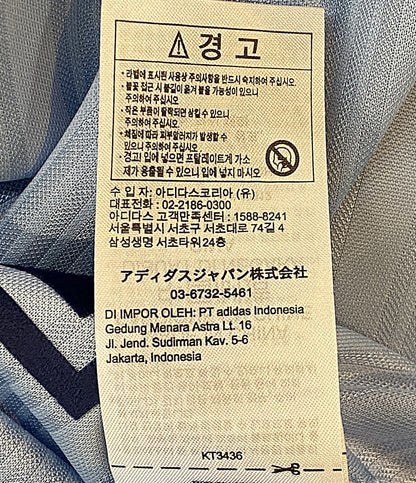 ⚠경 고
· 라벨에 표시된 사용상 주의사항을 반드시 숙지하여 주십시오.
· 불꽃 접근 시 불길이 옮겨 붙을 가능성이 있으니
주의하여 주십시오.
· 작은 부품이 탈락되면 삼킬 수 있으니
주의하여 주십시오.
· 체질에 따라 피부알러지가 발생할 수
있으니 주의하여 주십시오.
· 경고! 입에 넣으면 프탈레이트계 가소
제가 용출될 수 있으니 입에 넣지 마시오
수 입 자: 아디다스코리아 (유)
대표전화 : 02-2186-0300
아디다스 고객만족센터 : 1588-8241
서울특별시 서초구 서초대로 74길 4
삼성생명 서초타워 24층
アディダスジャパン株式会社
03-6732-5461
DI IMPOR OLEH: PT adidas Indonesia
Gedung Menara Astra Lt. 16
Jl. Jend. Sudirman Kav. 5-6
Jakarta, Indonesia
KT3436